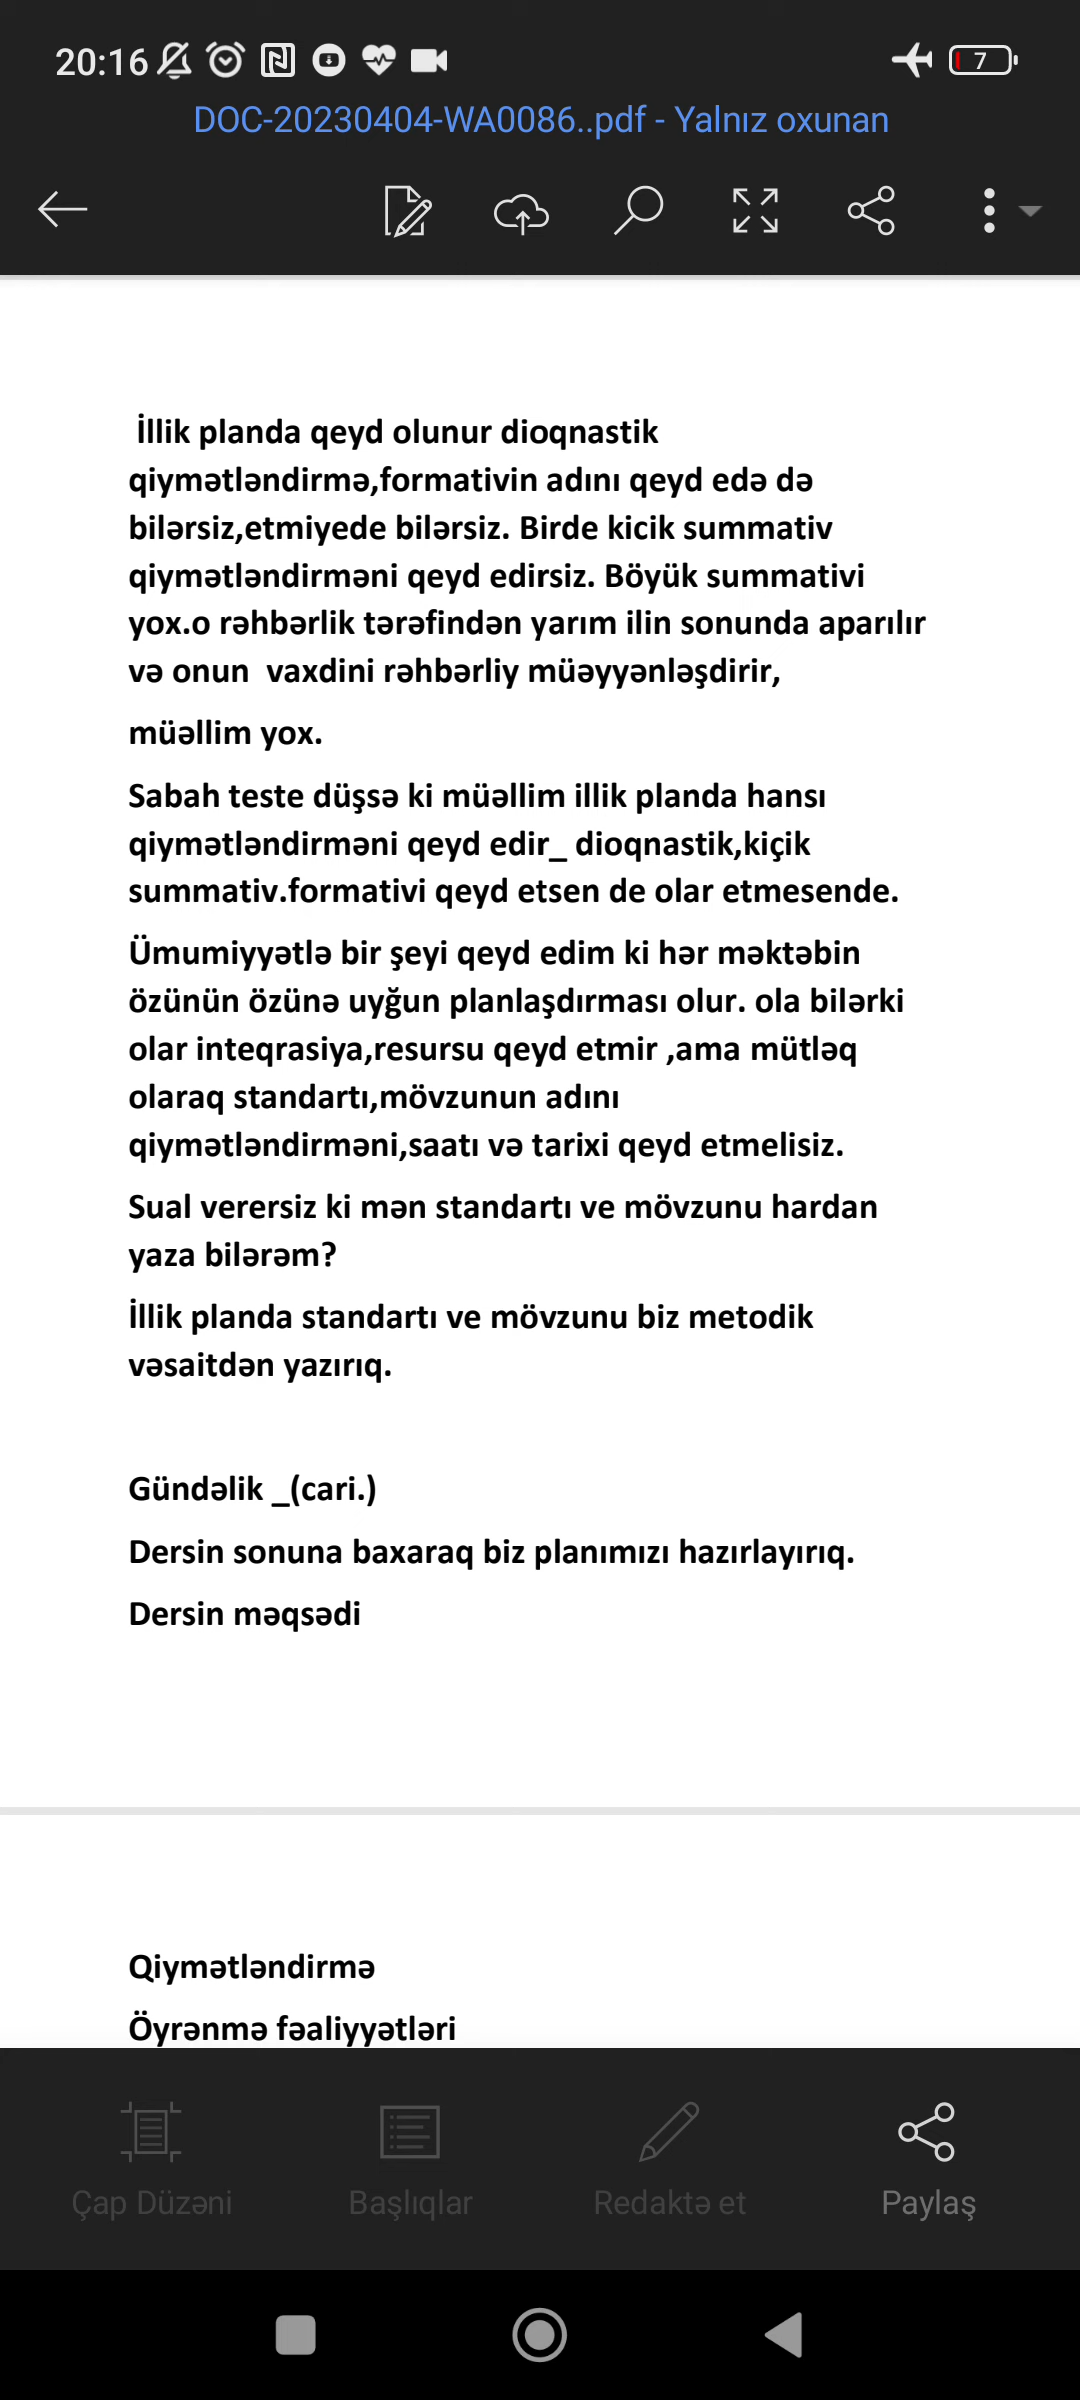 20:16
7
DOC-20230404-WA0086..pdf - Yalnız oxunan
İllik planda qeyd olunur dioqnastik
qiymətləndirmə,formativin adını qeyd edə də
bilərsiz,etmiyede bilərsiz. Birde kicik summativ
qiymətləndirməni qeyd edirsiz. Böyük summativi
yox.o rəhbərlik tərəfindən yarım ilin sonunda aparılır
və onun vaxdini rəhbərliy müəyyənləşdirir,
müəllim yox.
Sabah teste düşsə ki müəllim illik planda hansı
qiymətləndirməni qeyd edir_ dioqnastik,kiçik
summativ.formativi qeyd etsen de olar etmesende.
Ümumiyyətlə bir şeyi qeyd edim ki hər məktəbin
özünün özünə uyğun planlaşdırması olur. ola bilərki
olar inteqrasiya,resursu qeyd etmir ,ama mütləq
olaraq standartı,mövzunun adını
qiymətləndirməni,saatı və tarixi qeyd etmelisiz.
Sual verersiz ki mən standartı ve mövzunu hardan
yaza bilərəm?
İllik planda standartı ve mövzunu biz metodik
vəsaitdən yazırıq.
Gündəlik _(cari.)
Dersin sonuna baxaraq biz planımızı hazırlayırıq.
Dersin məqsədi
Qiymətləndirmə
Öyrənmə fəaliyyətləri
Çap Düzəni
Başlıqlar
Redaktə et
Paylaş